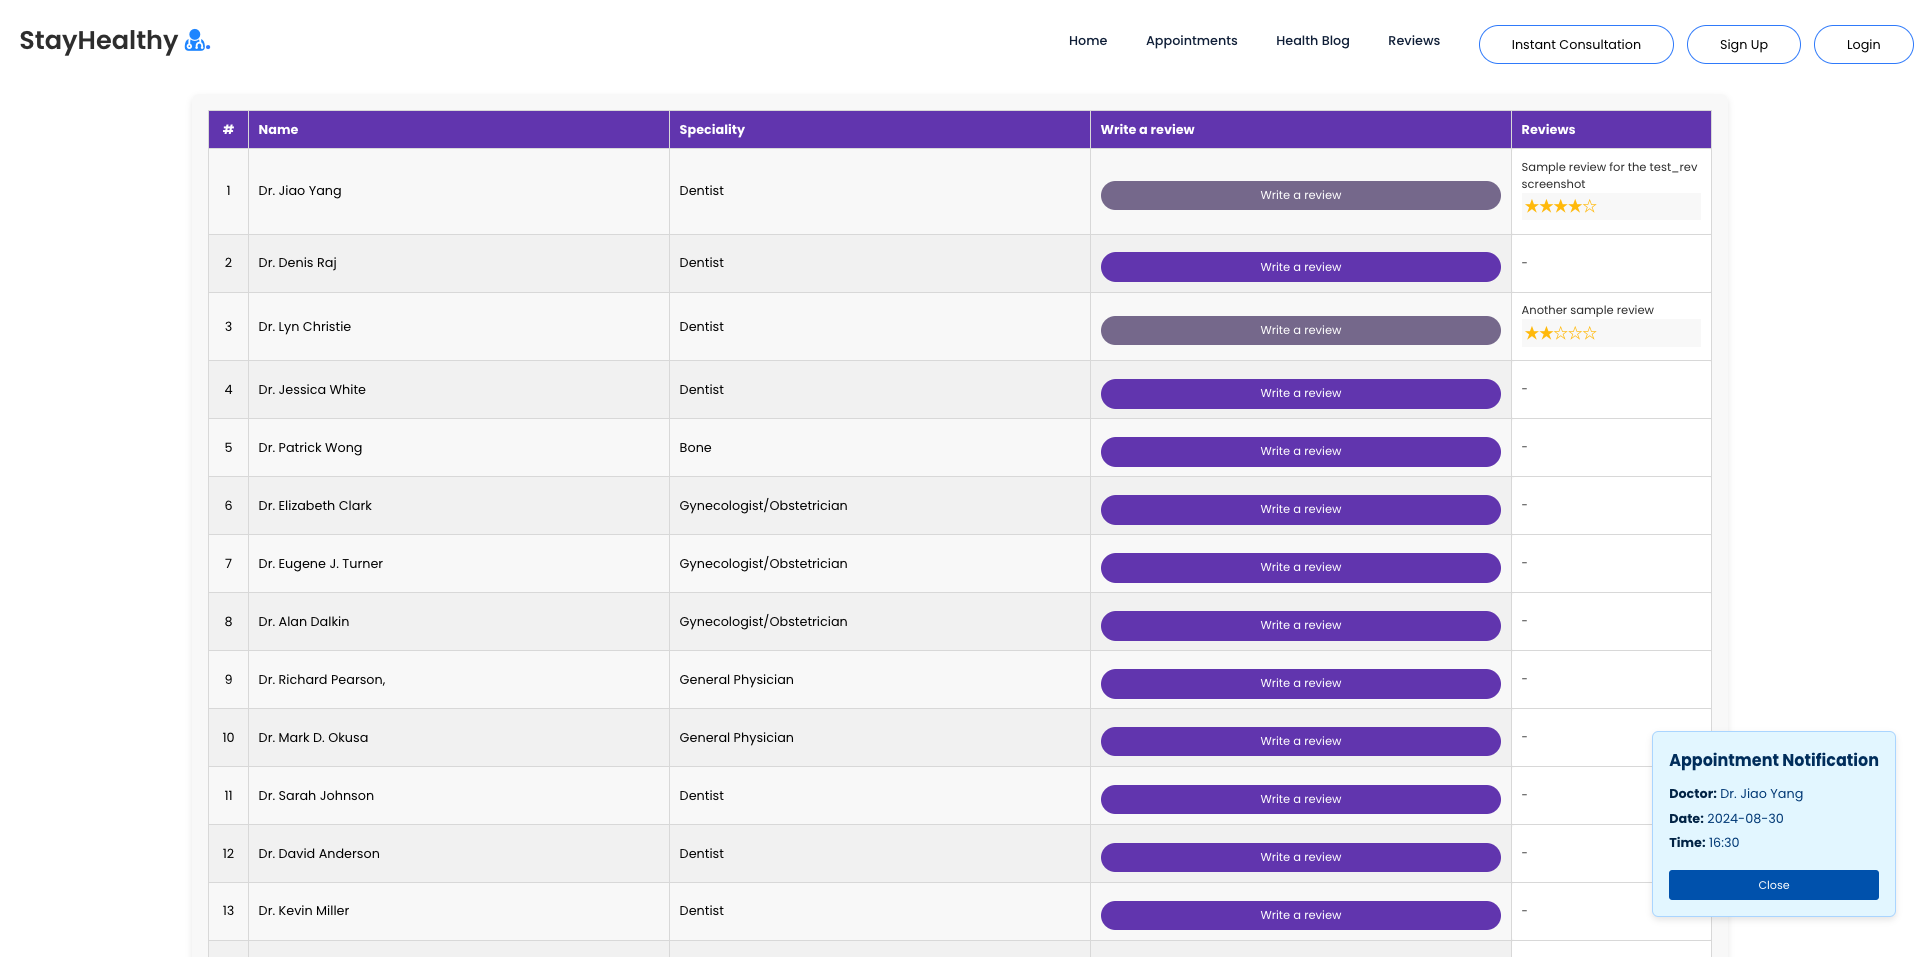 StayHealthy
Home Appointments Health Blog Reviews Instant Consultation Sign Up Login
# Name Speciality Write a review Reviews
1 Dr. Jiao Yang Dentist Write a review Sample review for the test_rev
screenshot
★★★★☆
2 Dr. Denis Raj Dentist Write a review -
3 Dr. Lyn Christie Dentist Write a review Another sample review
★★☆☆☆
4 Dr. Jessica White Dentist Write a review -
5 Dr. Patrick Wong Bone Write a review -
6 Dr. Elizabeth Clark Gynecologist/Obstetrician Write a review -
7 Dr. Eugene J. Turner Gynecologist/Obstetrician Write a review -
8 Dr. Alan Dalkin Gynecologist/Obstetrician Write a review -
9 Dr. Richard Pearson, General Physician Write a review -
10 Dr. Mark D. Okusa General Physician Write a review -
11 Dr. Sarah Johnson Dentist Write a review -
12 Dr. David Anderson Dentist Write a review -
13 Dr. Kevin Miller Dentist Write a review -
Appointment Notification
Doctor: Dr. Jiao Yang
Date: 2024-08-30
Time: 16:30
Close